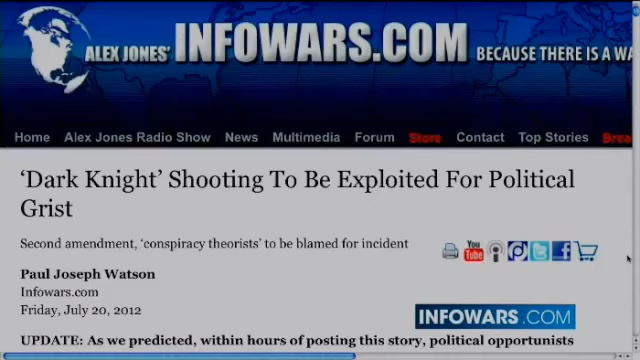 ALEX JONES' INFOWARS.COM BECAUSE THERE IS A WA
Home Alex Jones Radio Show News Multimedia Forum Store Contact Top Stories Brea
'Dark Knight' Shooting To Be Exploited For Political
Grist
Second amendment, 'conspiracy theorists' to be blamed for incident
You
Tube
Paul Joseph Watson
Infowars.com
Friday, July 20, 2012
INFOWARS.COM
UPDATE: As we predicted, within hours of posting this story, political opportunists